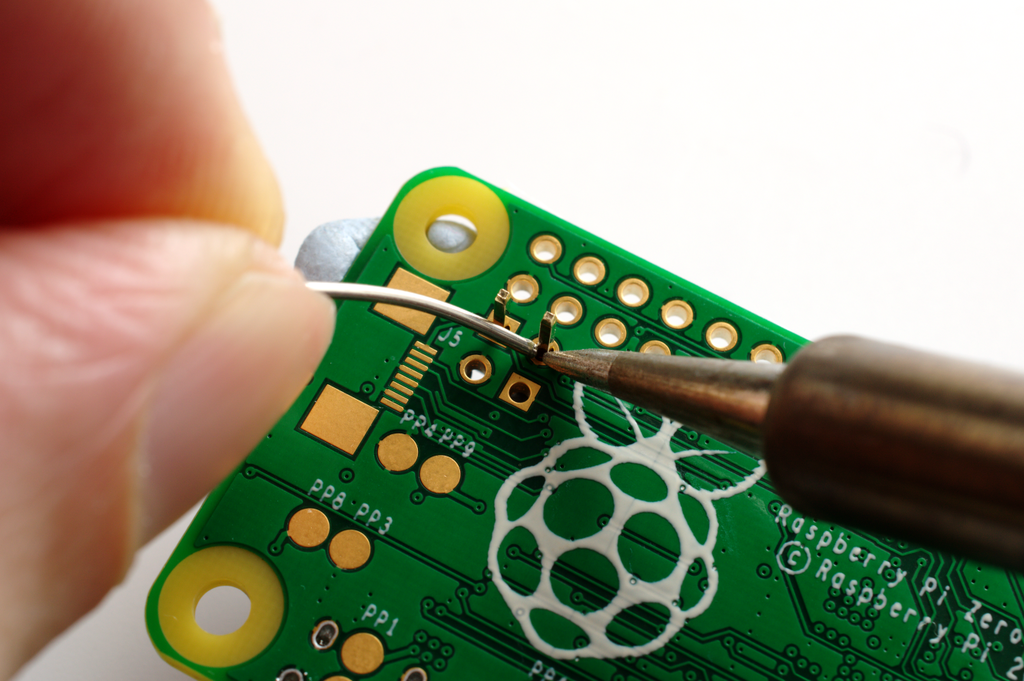 J5
PP4 PP9
PP8 PP3
PP1
Raspberry Pi Zero
© Raspberry Pi 2